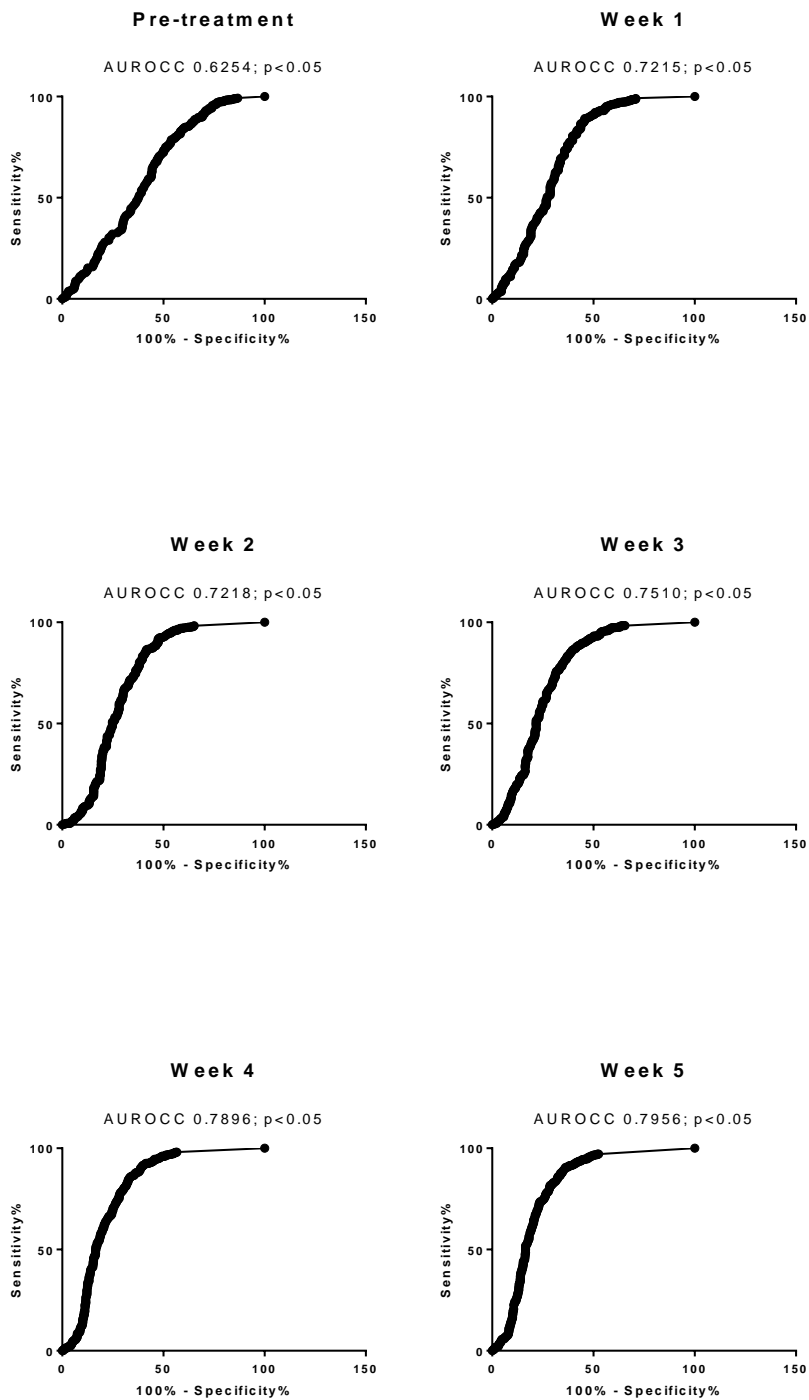 Pre-treatment
AUROCC 0.6254; p<0.05
100
50
0
Sensitivity%
0 50 100 150
100% - Specificity%
Week 1
AUROCC 0.7215; p<0.05
100
50
0
Sensitivity%
0 50 100 150
100% - Specificity%
Week 2
AUROCC 0.7218; p<0.05
100
50
0
Sensitivity%
0 50 100 150
100% - Specificity%
Week 3
AUROCC 0.7510; p<0.05
100
50
0
Sensitivity%
0 50 100 150
100% - Specificity%
Week 4
AUROCC 0.7896; p<0.05
100
50
0
Sensitivity%
0 50 100 150
100% - Specificity%
Week 5
AUROCC 0.7956; p<0.05
100
50
0
Sensitivity%
0 50 100 150
100% - Specificity%